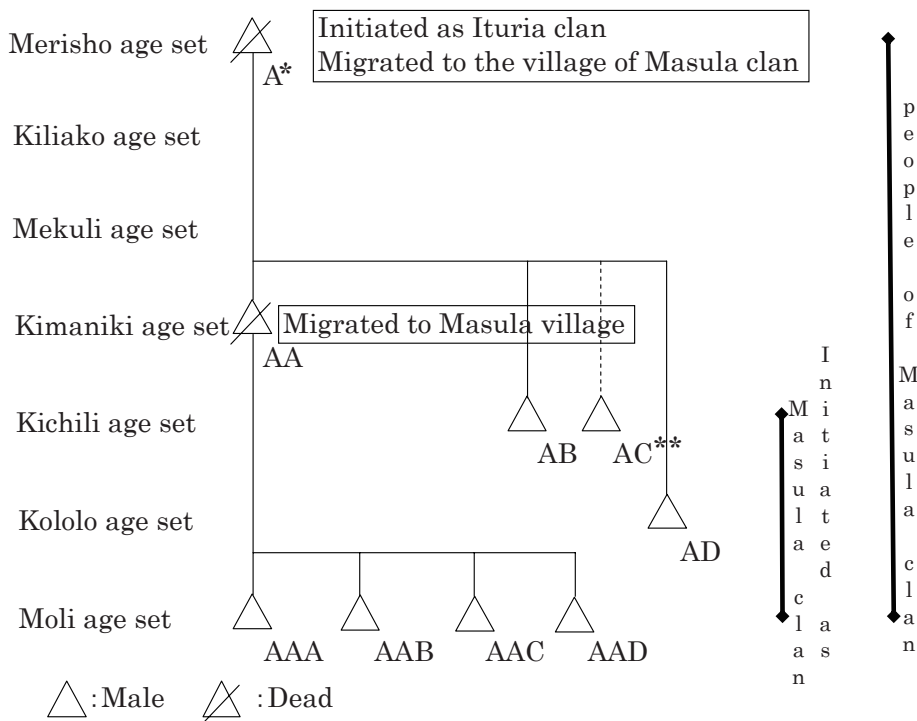 Merisho age set
Initiated as Ituria clan
Migrated to the village of Masula clan
A*
Kiliako age set
Mekuli age set
Kimaniki age set
Migrated to Masula village
AA
Kichili age set
AB
AC**
Kololo age set
AD
Moli age set
AAA
AAB
AAC
AAD
Initiated as
Masula clan
people of Masula clan
:Male
:Dead